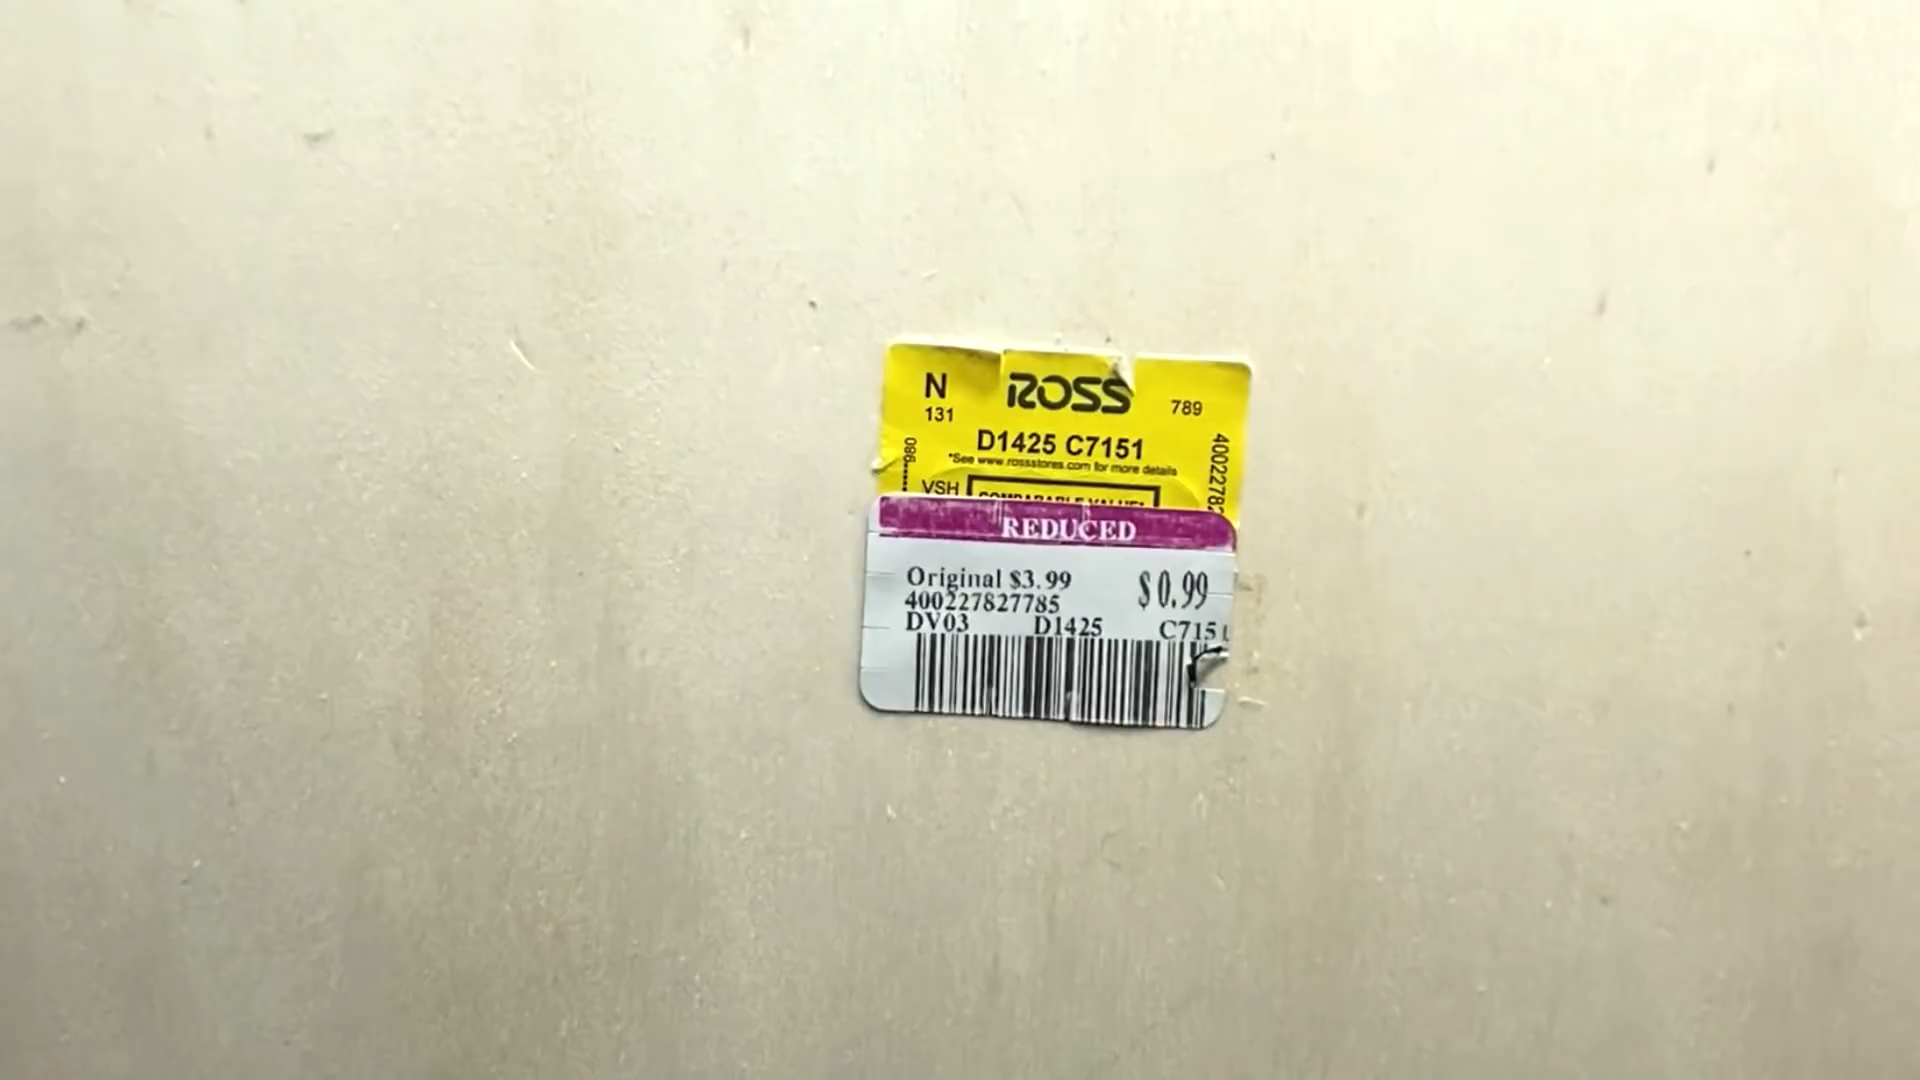 N ROSS 789
131
D1425 C7151
*See www.rossstores.com for more details
VSH COMPARABLE VALUE*
REDUCED
Original $3.99 $0.99
400227827785
DV03 D1425 C715